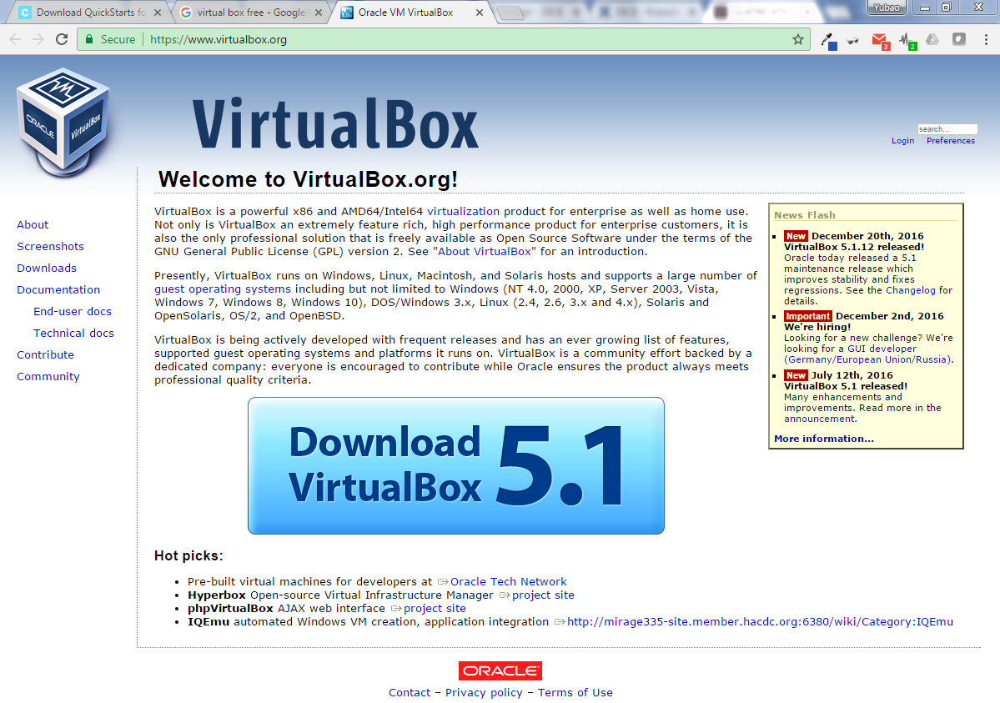 Download QuickStarts fo
virtual box free - Google
Oracle VM VirtualBox
Yubao
Secure
https://www.virtualbox.org
3
2
ORACLE
VirtualBox
VirtualBox
search...
Login Preferences
Welcome to VirtualBox.org!
About
Screenshots
Downloads
Documentation
End-user docs
Technical docs
Contribute
Community
VirtualBox is a powerful x86 and AMD64/Intel64 virtualization product for enterprise as well as home use.
Not only is VirtualBox an extremely feature rich, high performance product for enterprise customers, it is
also the only professional solution that is freely available as Open Source Software under the terms of the
GNU General Public License (GPL) version 2. See "About VirtualBox" for an introduction.
Presently, VirtualBox runs on Windows, Linux, Macintosh, and Solaris hosts and supports a large number of
guest operating systems including but not limited to Windows (NT 4.0, 2000, XP, Server 2003, Vista,
Windows 7, Windows 8, Windows 10), DOS/Windows 3.x, Linux (2.4, 2.6, 3.x and 4.x), Solaris and
OpenSolaris, OS/2, and OpenBSD.
VirtualBox is being actively developed with frequent releases and has an ever growing list of features,
supported guest operating systems and platforms it runs on. VirtualBox is a community effort backed by a
dedicated company: everyone is encouraged to contribute while Oracle ensures the product always meets
professional quality criteria.
News Flash
New December 20th, 2016
VirtualBox 5.1.12 released!
Oracle today released a 5.1
maintenance release which
improves stability and fixes
regressions. See the Changelog for
details.
Important December 2nd, 2016
We're hiring!
Looking for a new challenge? We're
looking for a GUI developer
(Germany/European Union/Russia).
New July 12th, 2016
VirtualBox 5.1 released!
Many enhancements and
improvements. Read more in the
announcement.
More information...
Download
VirtualBox
5.1
Hot picks:
Pre-built virtual machines for developers at Oracle Tech Network
Hyperbox Open-source Virtual Infrastructure Manager project site
phpVirtualBox AJAX web interface project site
IQEmu automated Windows VM creation, application integration http://mirage335-site.member.hacdc.org:6380/wiki/Category:IQEmu
ORACLE
Contact – Privacy policy – Terms of Use